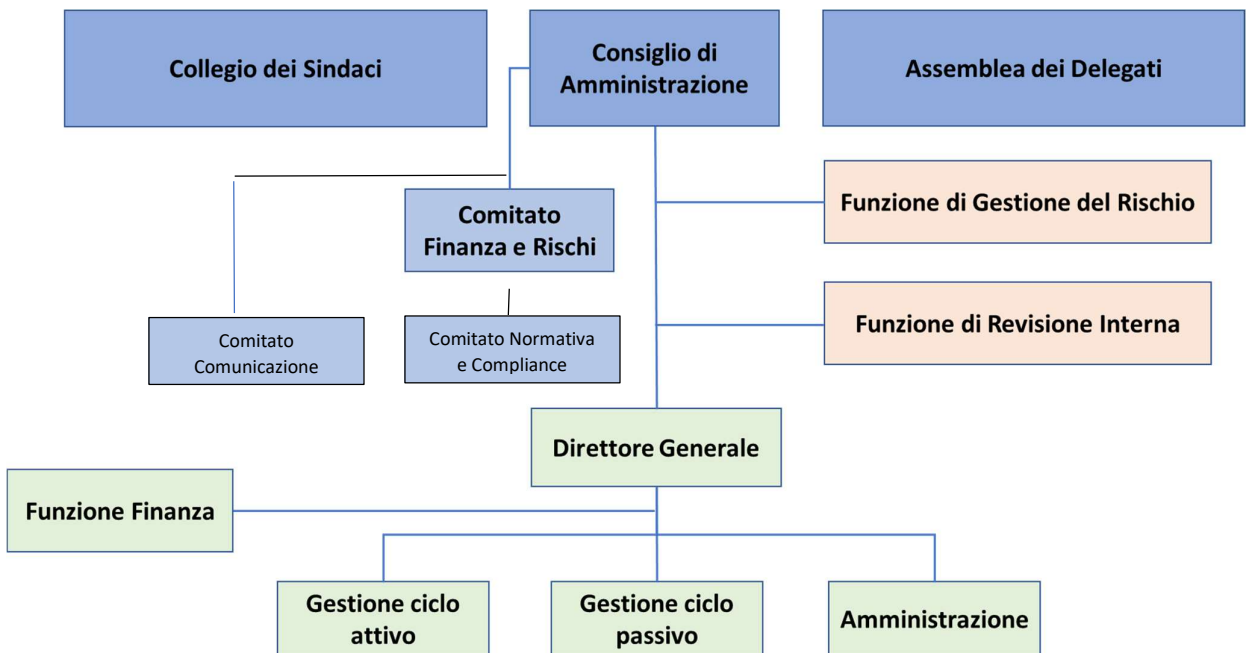 Collegio dei Sindaci
Consiglio di
Amministrazione
Assemblea dei Delegati
Comitato
Finanza e Rischi
Funzione di Gestione del Rischio
Comitato
Comunicazione
Comitato Normativa
e Compliance
Funzione di Revisione Interna
Direttore Generale
Funzione Finanza
Gestione ciclo
attivo
Gestione ciclo
passivo
Amministrazione